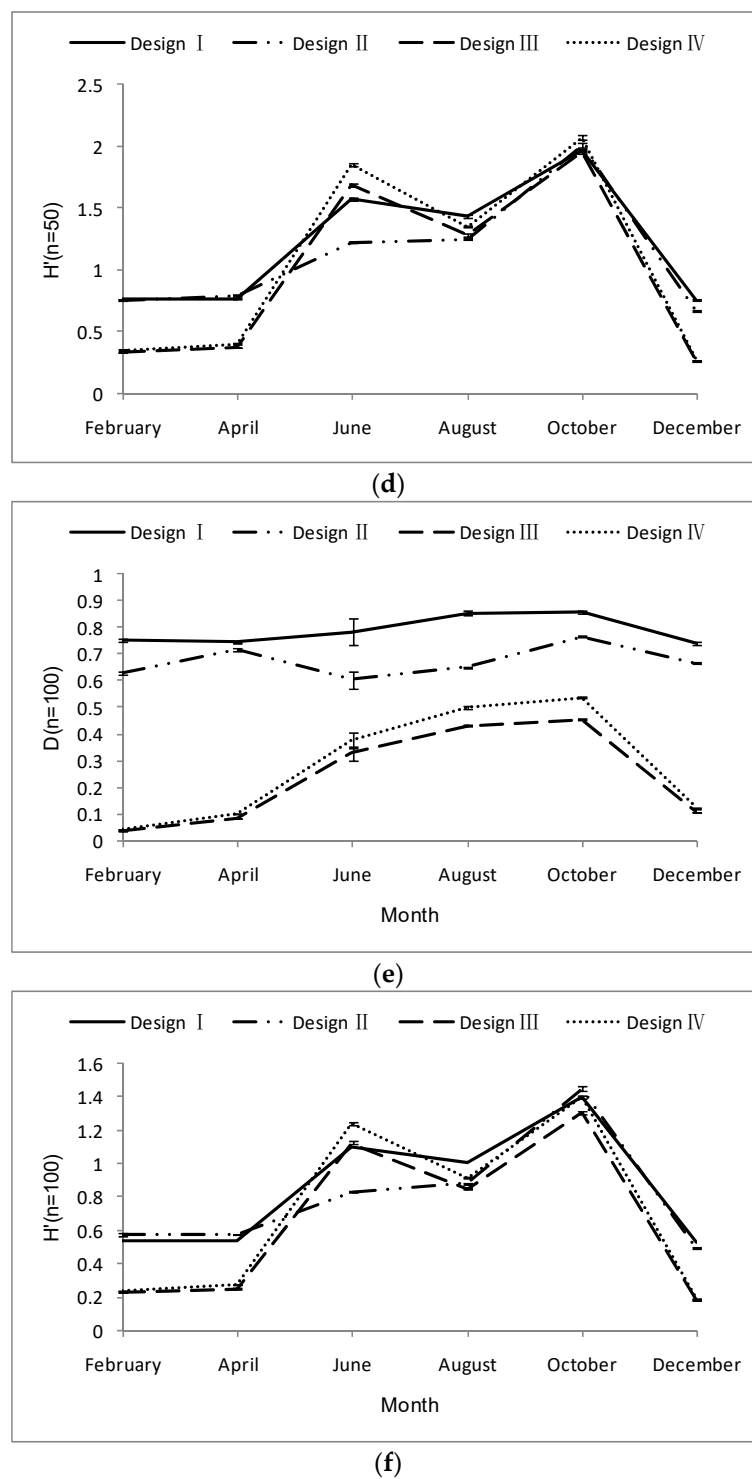 Design Ⅰ Design Ⅱ Design Ⅲ Design Ⅳ
2.5
2
1.5
1
0.5
0
H'(n=50)
February April June August October December
(d)
Design Ⅰ Design Ⅱ Design Ⅲ Design Ⅳ
1
0.9
0.8
0.7
0.6
0.5
0.4
0.3
0.2
0.1
0
D(n=100)
February April June August October December
Month
(e)
Design Ⅰ Design Ⅱ Design Ⅲ Design Ⅳ
1.6
1.4
1.2
1
0.8
0.6
0.4
0.2
0
H'(n=100)
February April June August October December
Month
(f)